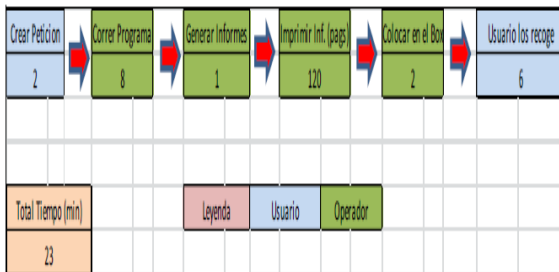 Crear Peticion Correr Programa Generar Informes Imprimir Inf. (pags) Colocar en el Box Usuario los recoge
2 8 1 120 2 6
Total Tiempo (min) Leyenda Usuario Operador
23